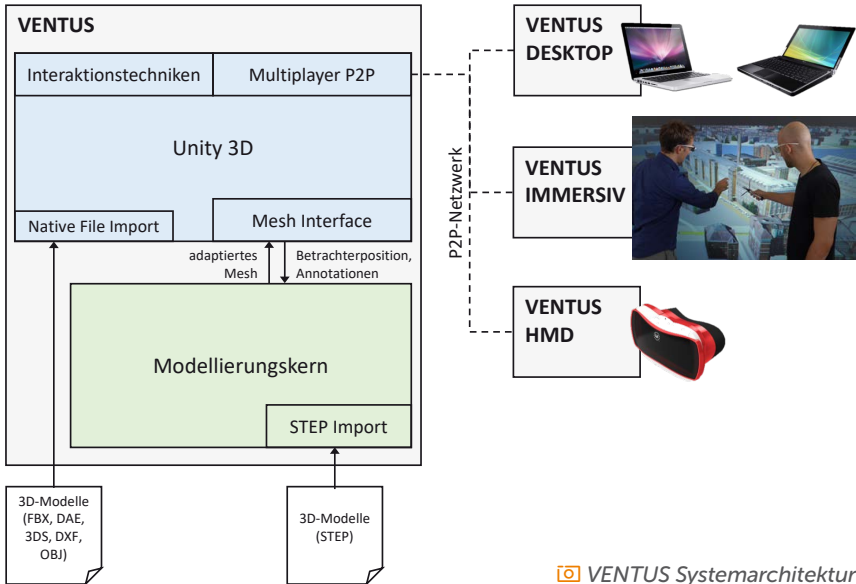 VENTUS
Interaktionstechniken
Multiplayer P2P
Unity 3D
Native File Import
Mesh Interface
adaptiertes
Mesh
Betrachterposition,
Annotationen
Modellierungskern
STEP Import
3D-Modelle
(FBX, DAE,
3DS, DXF,
OBJ)
3D-Modelle
(STEP)
P2P-Netzwerk
VENTUS
DESKTOP
VENTUS
IMMERSIV
VENTUS
HMD
VENTUS Systemarchitektur